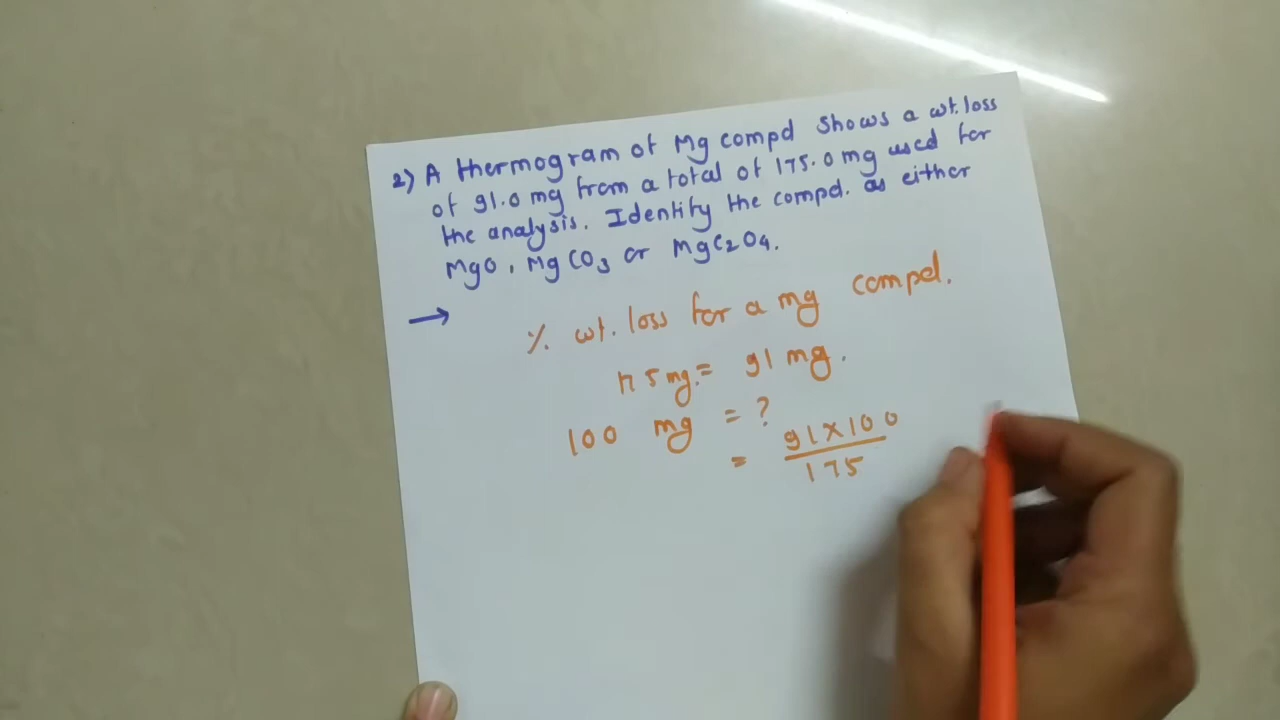 2) A thermogram of Mg compd shows a wt. loss
of 91.0 mg from a total of 175.0 mg used for
the analysis. Identify the compd. as either
MgO, MgCO3 or MgC2O4.
→ % wt. loss for a mg compd.
175 mg. = 91 mg.
100 mg = ?
= 91×100
175